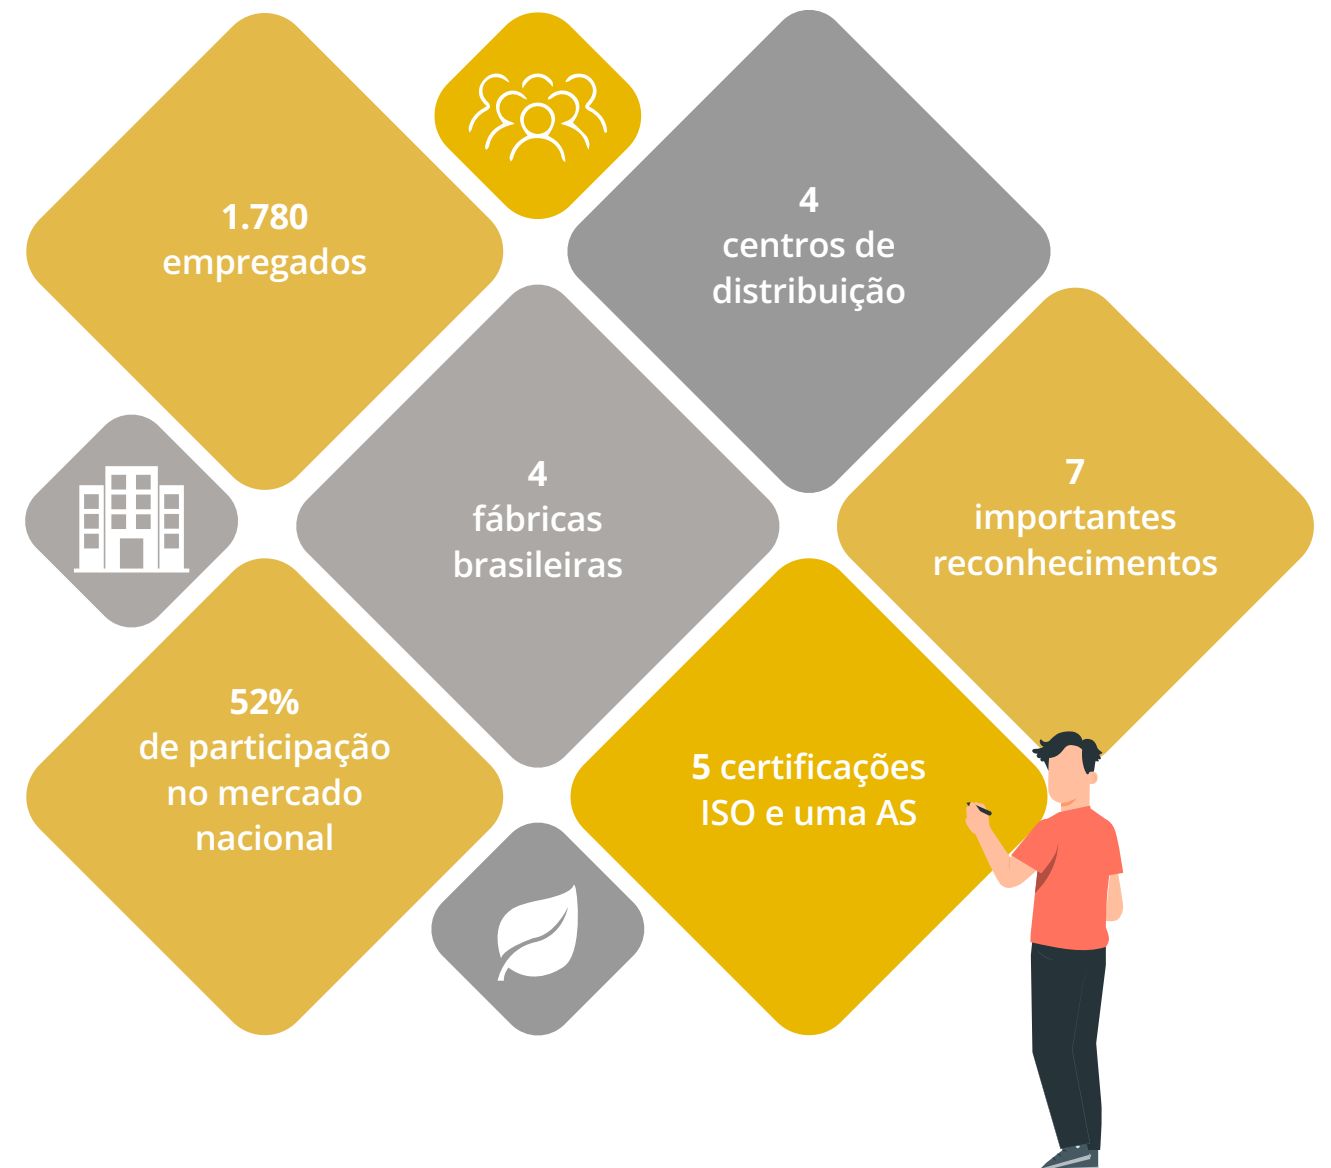 1.780
empregados
4
centros de
distribuição
4
fábricas
brasileiras
7
importantes
reconhecimentos
52%
de participação
no mercado
nacional
5 certificações
ISO e uma AS